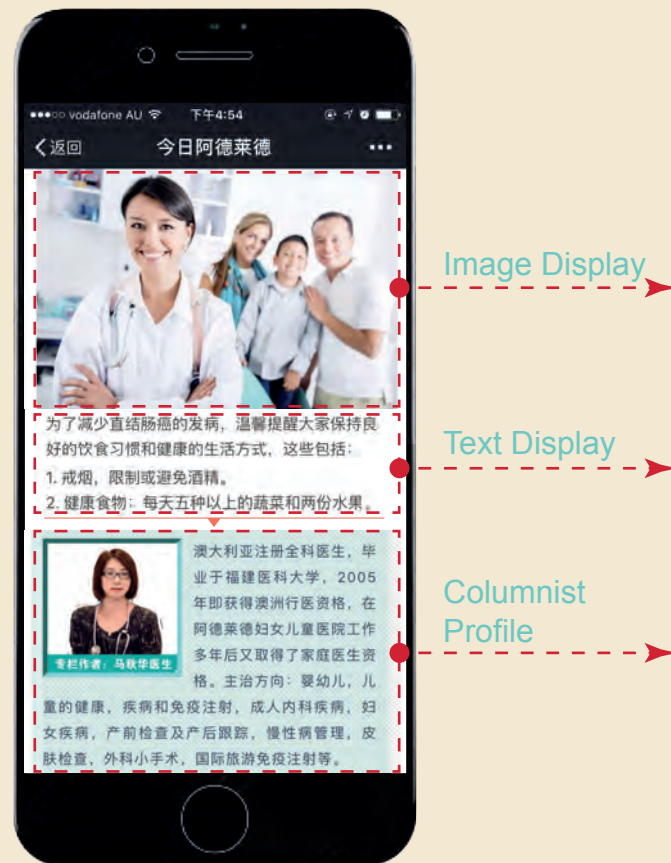 vodafone AU 下午4:54
返回 今日阿德莱德
Image Display
为了减少直结肠癌的发病，温馨提醒大家保持良
好的饮食习惯和健康的生活方式，这些包括：
1. 戒烟，限制或避免酒精。
2. 健康食物：每天五种以上的蔬菜和两份水果。
Text Display
澳大利亚注册全科医生，毕
业于福建医科大学，2005
年即获得澳洲行医资格，在
阿德莱德妇女儿童医院工作
多年后又取得了家庭医生资
格。主治方向：婴幼儿，儿
童的健康，疾病和免疫注射，成人内科疾病，妇
女疾病，产前检查及产后跟踪，慢性病管理，皮
肤检查，外科小手术，国际旅游免疫注射等。
专栏作者：马秋华医生
Columnist
Profile